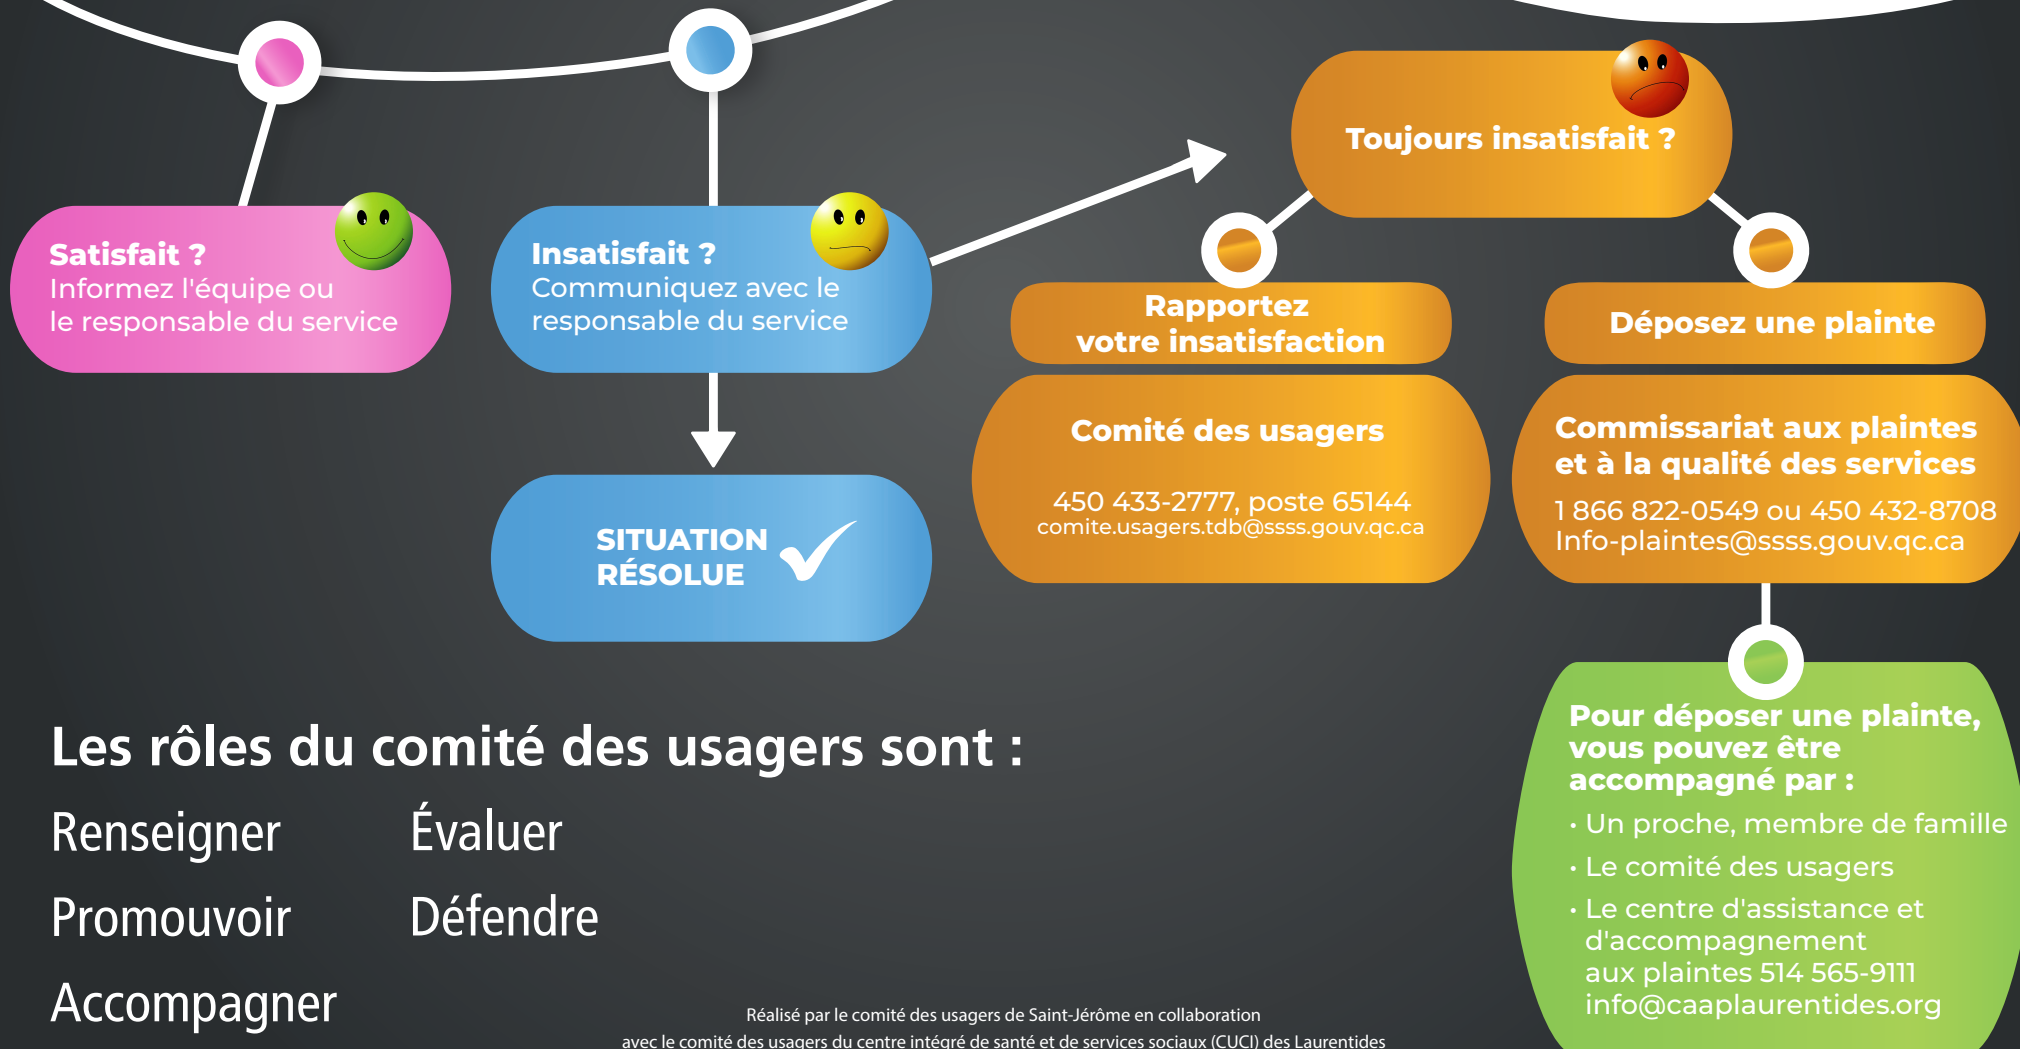 Satisfait ?
Informez l'équipe ou
le responsable du service
Insatisfait ?
Communiquez avec le
responsable du service
SITUATION
RÉSOLUE
Toujours insatisfait ?
Rapportez
votre insatisfaction
Comité des usagers
450 433-2777, poste 65144
comite.usagers.tdb@ssss.gouv.qc.ca
Déposez une plainte
Commissariat aux plaintes
et à la qualité des services
1 866 822-0549 ou 450 432-8708
Info-plaintes@ssss.gouv.qc.ca
Pour déposer une plainte,
vous pouvez être
accompagné par :
• Un proche, membre de famille
• Le comité des usagers
• Le centre d'assistance et
d'accompagnement
aux plaintes 514 565-9111
info@caaplaurentides.org
Les rôles du comité des usagers sont :
Renseigner
Promouvoir
Accompagner
Évaluer
Défendre
Réalisé par le comité des usagers de Saint-Jérôme en collaboration
avec le comité des usagers du centre intégré de santé et de services sociaux (CUCI) des Laurentides